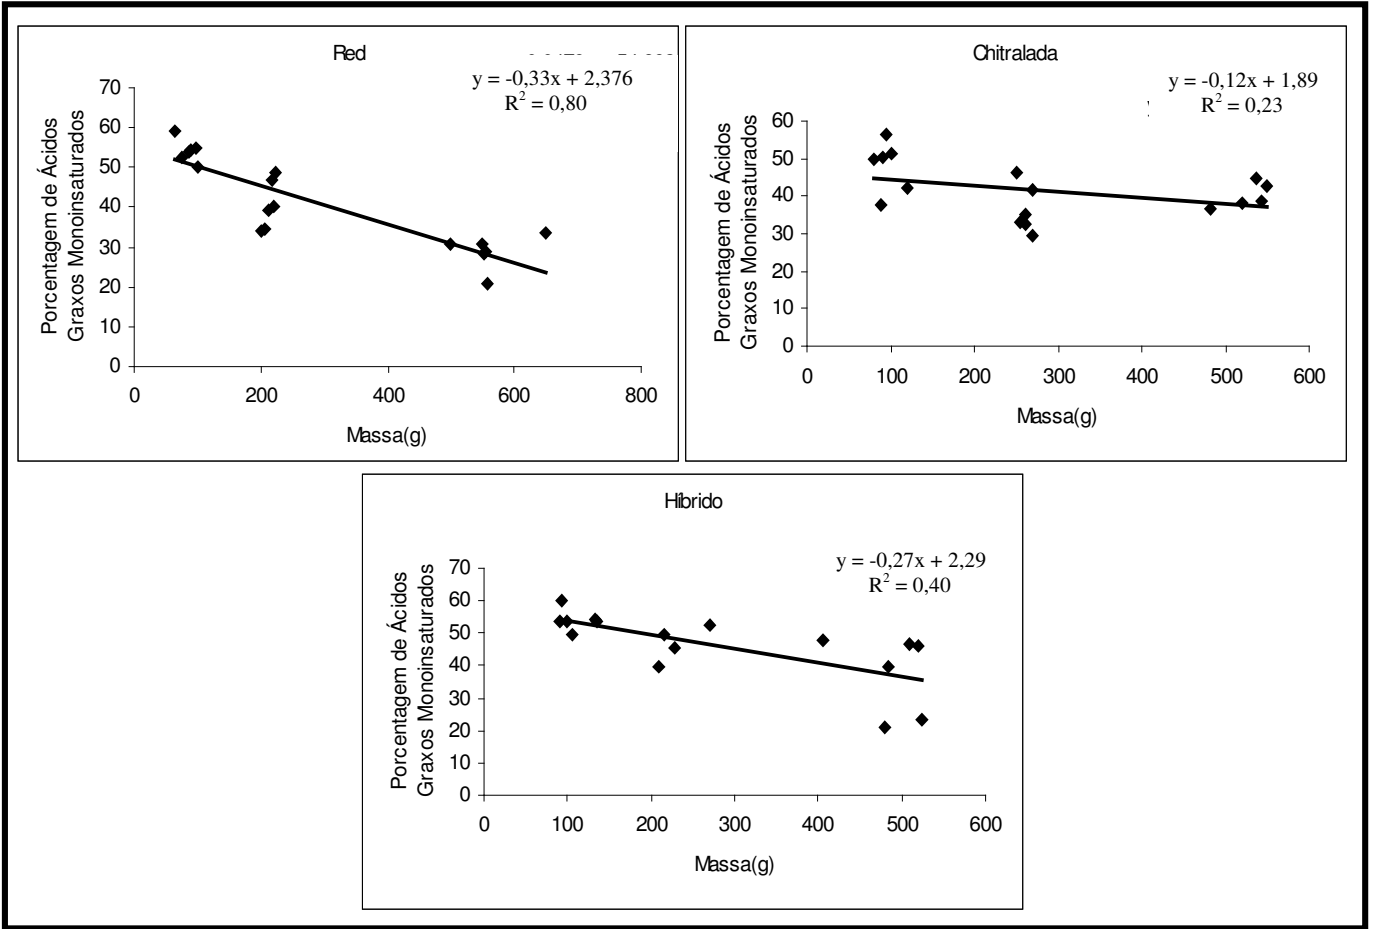 Red
y = -0,33x + 2,376
R² = 0,80
Porcentagem de Ácidos
Graxos Monoinsaturados
70
60
50
40
30
20
10
0
0 200 400 600 800
Massa(g)
Chitralada
y = -0,12x + 1,89
R² = 0,23
Porcentagem de Ácidos
Graxos Monoinsaturados
60
50
40
30
20
10
0
0 100 200 300 400 500 600
Massa(g)
Híbrido
y = -0,27x + 2,29
R² = 0,40
Porcentagem de Ácidos
Graxos Monoinsaturados
70
60
50
40
30
20
10
0
0 100 200 300 400 500 600
Massa(g)